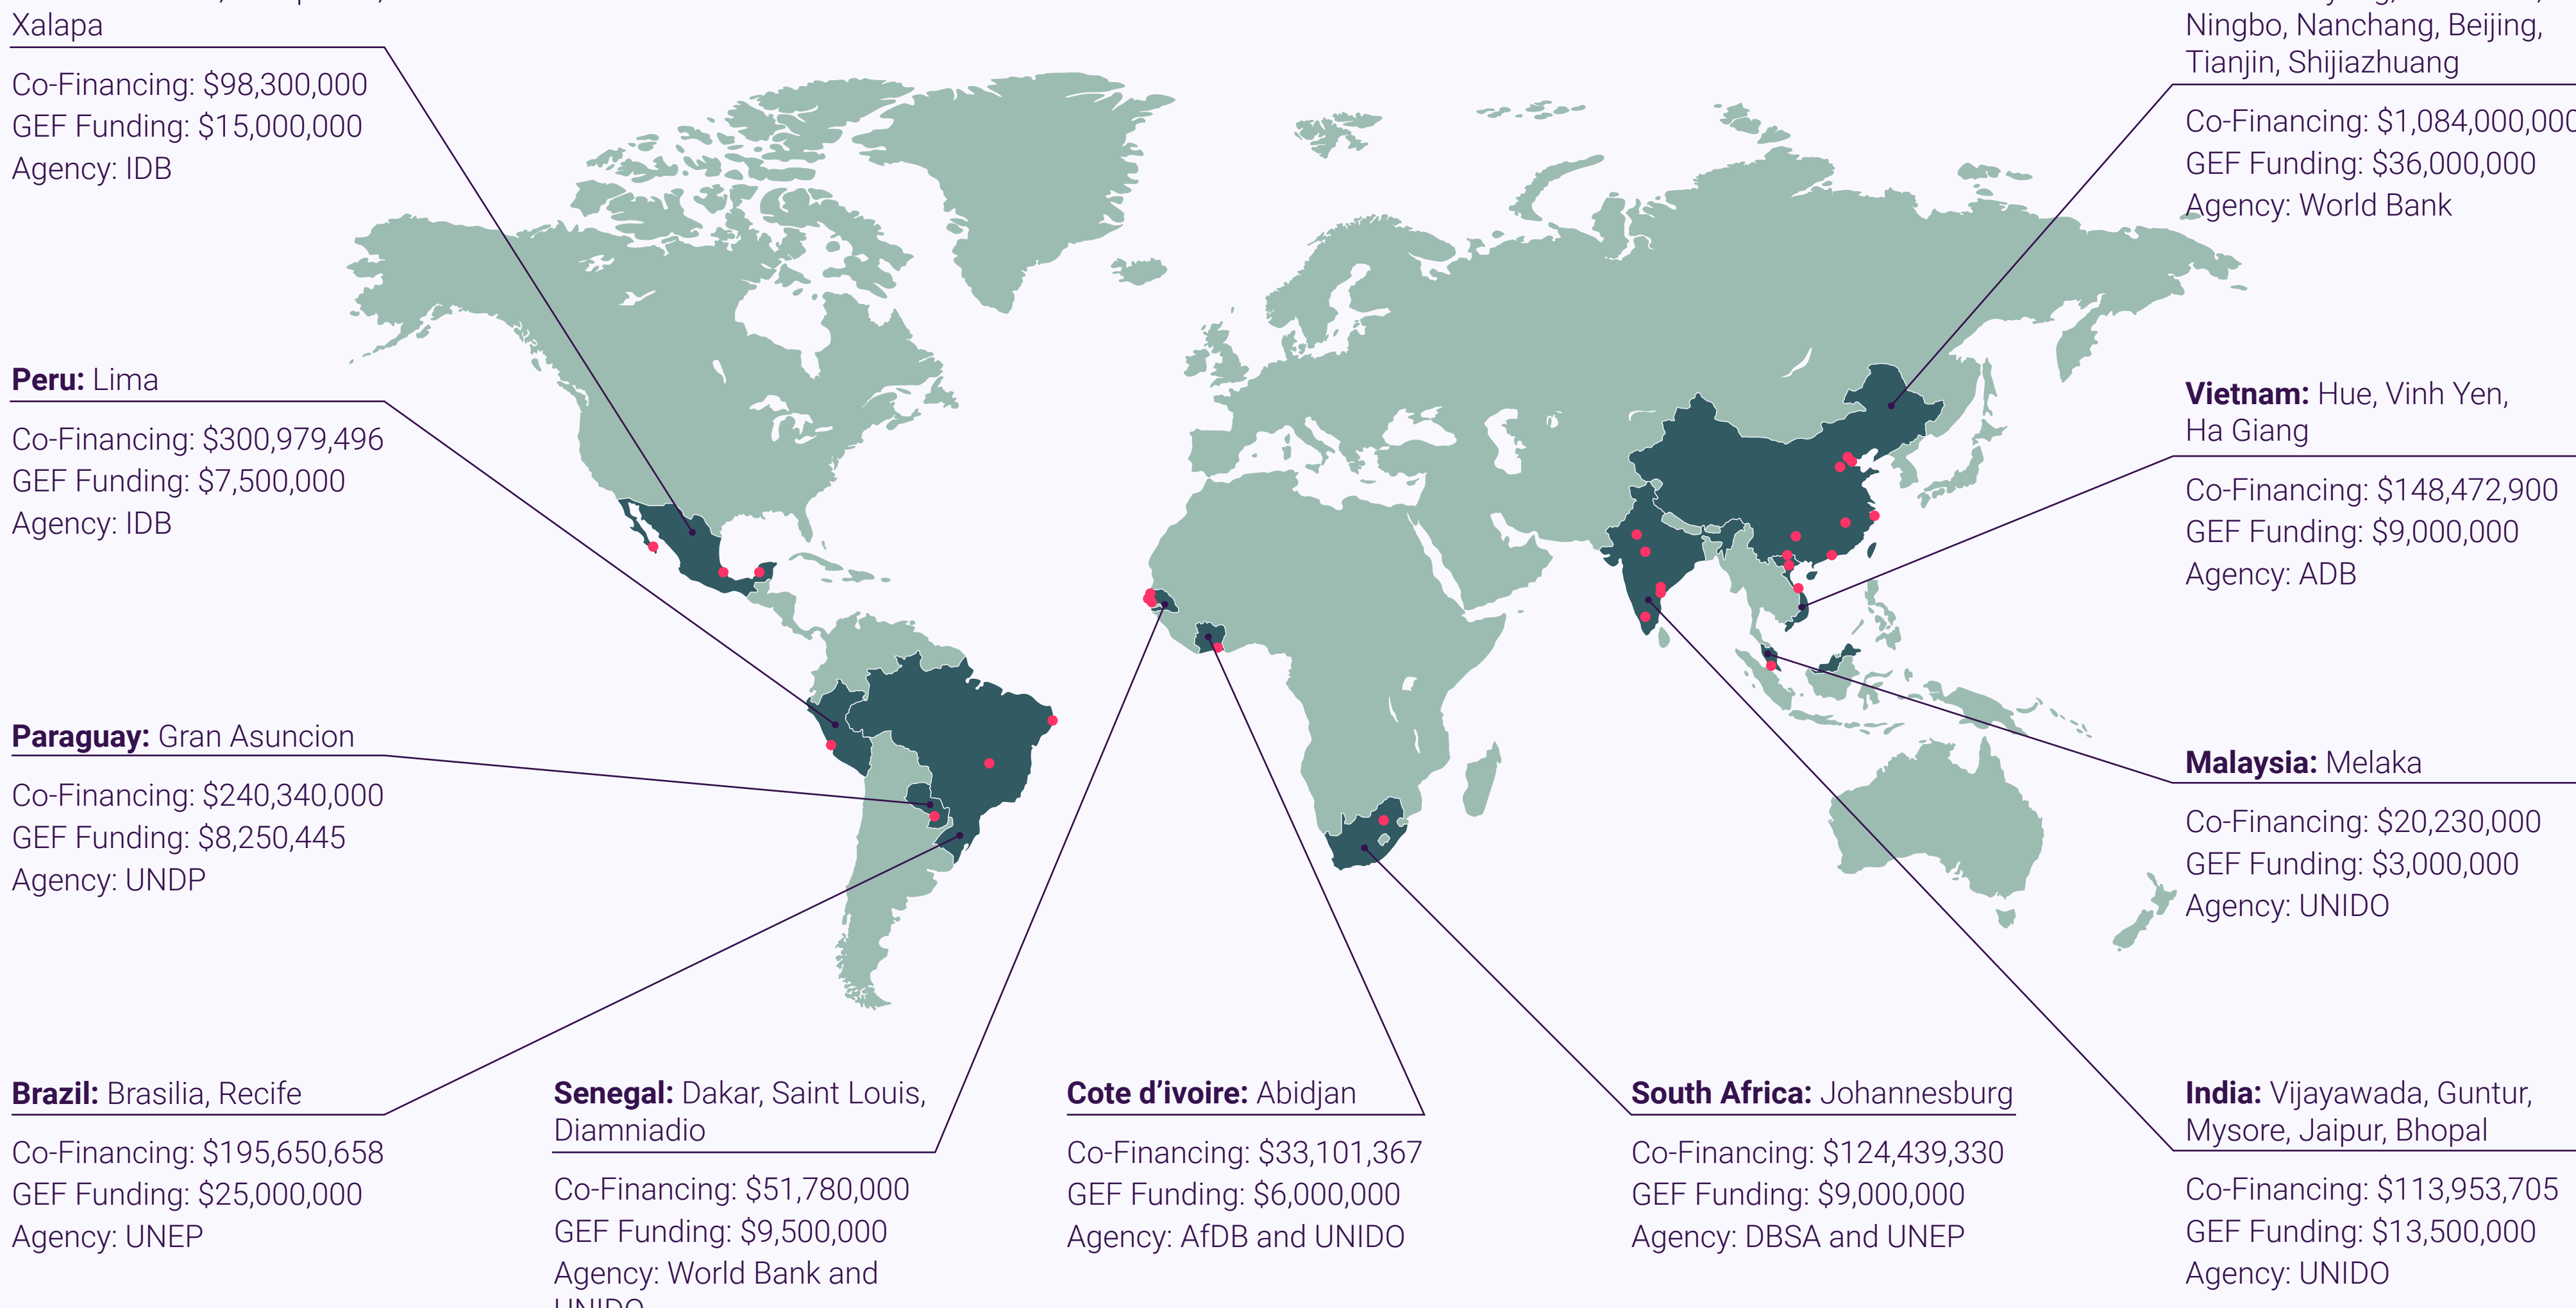 Xalapa
Co-Financing: $98,300,000
GEF Funding: $15,000,000
Agency: IDB
Peru: Lima
Co-Financing: $300,979,496
GEF Funding: $7,500,000
Agency: IDB
Paraguay: Gran Asuncion
Co-Financing: $240,340,000
GEF Funding: $8,250,445
Agency: UNDP
Brazil: Brasilia, Recife
Co-Financing: $195,650,658
GEF Funding: $25,000,000
Agency: UNEP
Senegal: Dakar, Saint Louis,
Diamniadio
Co-Financing: $51,780,000
GEF Funding: $9,500,000
Agency: World Bank and
UNIDO
Cote d’ivoire: Abidjan
Co-Financing: $33,101,367
GEF Funding: $6,000,000
Agency: AfDB and UNIDO
South Africa: Johannesburg
Co-Financing: $124,439,330
GEF Funding: $9,000,000
Agency: DBSA and UNEP
Ningbo, Nanchang, Beijing,
Tianjin, Shijiazhuang
Co-Financing: $1,084,000,000
GEF Funding: $36,000,000
Agency: World Bank
Vietnam: Hue, Vinh Yen,
Ha Giang
Co-Financing: $148,472,900
GEF Funding: $9,000,000
Agency: ADB
Malaysia: Melaka
Co-Financing: $20,230,000
GEF Funding: $3,000,000
Agency: UNIDO
India: Vijayawada, Guntur,
Mysore, Jaipur, Bhopal
Co-Financing: $113,953,705
GEF Funding: $13,500,000
Agency: UNIDO